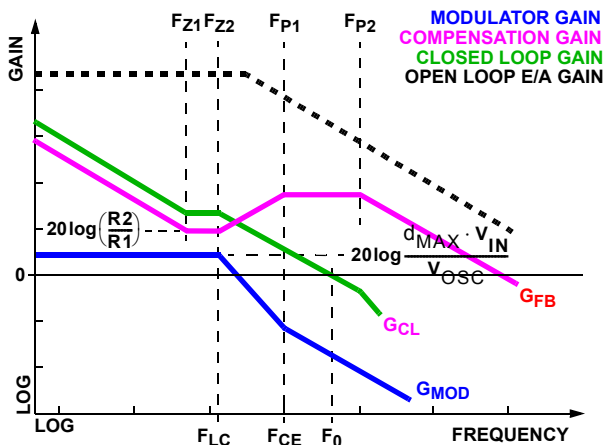 MODULATOR GAIN
COMPENSATION GAIN
CLOSED LOOP GAIN
OPEN LOOP E/A GAIN
FZ1 FZ2 FP1 FP2
GAIN
20log(R2/R1)
20log dMAX · VIN / VOSC
0
GFB
GCL
GMOD
LOG
LOG
FLC FCE F0
FREQUENCY